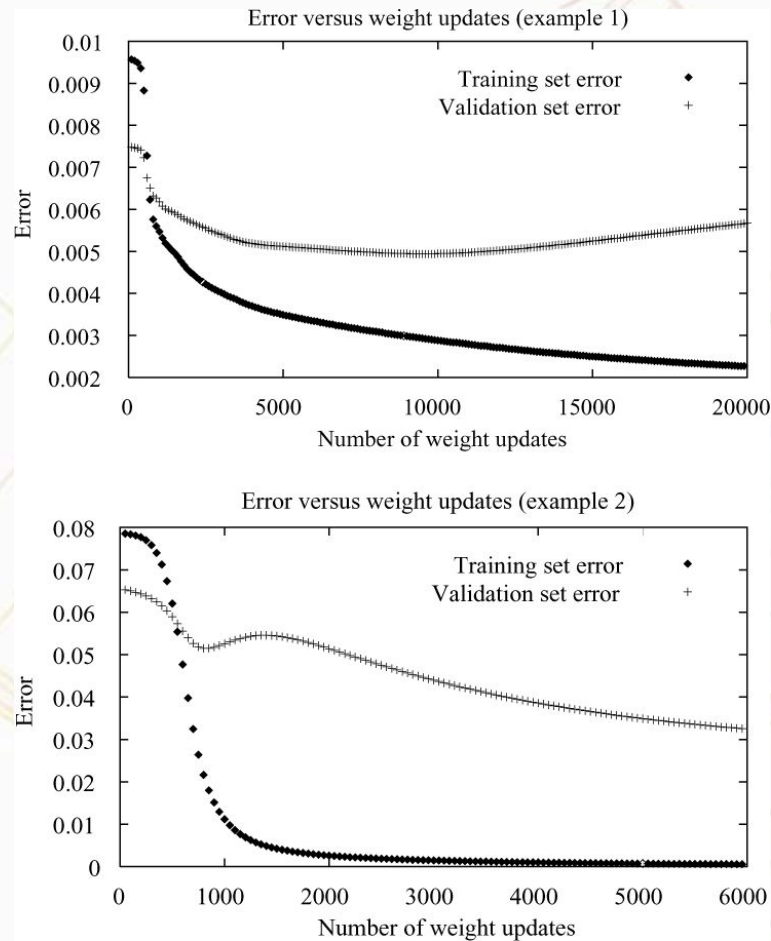 Error versus weight updates (example 1)
0.01
0.009
0.008
0.007
0.006
0.005
0.004
0.003
0.002
Error
Training set error
Validation set error
0 5000 10000 15000 20000
Number of weight updates
Error versus weight updates (example 2)
0.08
0.07
0.06
0.05
0.04
0.03
0.02
0.01
0
Error
Training set error
Validation set error
0 1000 2000 3000 4000 5000 6000
Number of weight updates